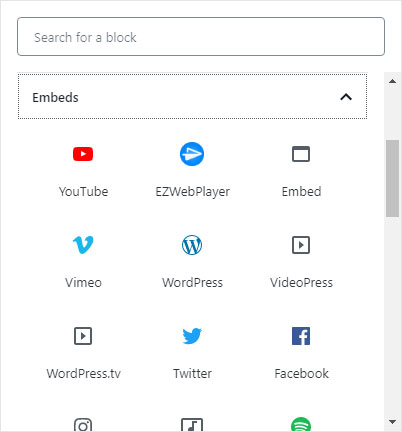 Search for a block
Embeds
YouTube
EZWebPlayer
Embed
Vimeo
WordPress
VideoPress
WordPress.tv
Twitter
Facebook